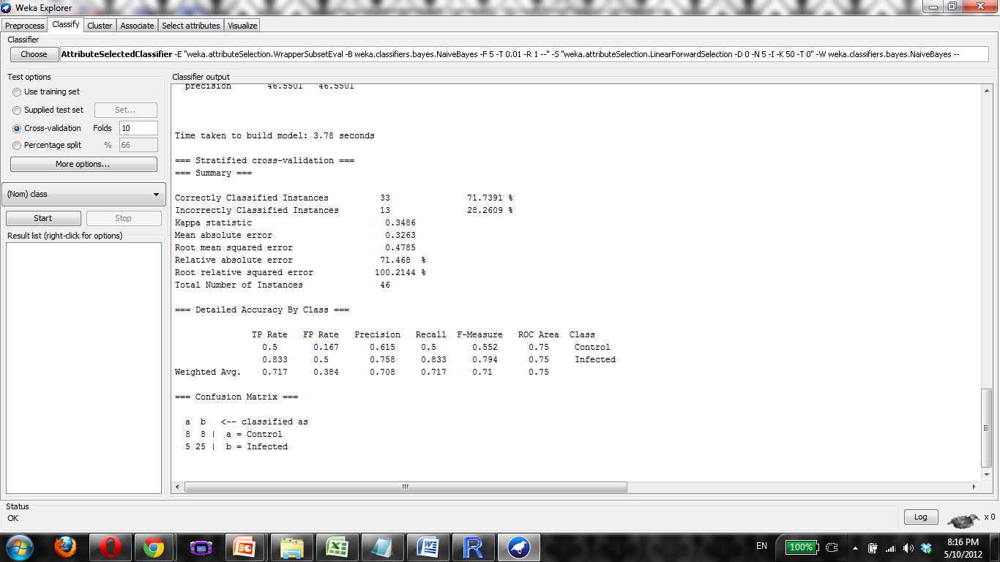 Weka Explorer
Preprocess Classify Cluster Associate Select attributes Visualize
Classifier
Choose AttributeSelectedClassifier -E "weka.attributeSelection.WrapperSubsetEval -B weka.classifiers.bayes.NaiveBayes -F 5 -T 0.01 -R 1 --" -S "weka.attributeSelection.LinearForwardSelection -D 0 -N 5 -I -K 50 -T 0" -W weka.classifiers.bayes.NaiveBayes --
Test options
Use training set
Supplied test set Set...
Cross-validation Folds 10
Percentage split % 66
More options...
(Nom) class
Start Stop
Result list (right-click for options)
Classifier output
precision 46.5501 46.5501
Time taken to build model: 3.78 seconds
=== Stratified cross-validation ===
=== Summary ===
Correctly Classified Instances 33 71.7391 %
Incorrectly Classified Instances 13 28.2609 %
Kappa statistic 0.3486
Mean absolute error 0.3263
Root mean squared error 0.4785
Relative absolute error 71.468 %
Root relative squared error 100.2144 %
Total Number of Instances 46
=== Detailed Accuracy By Class ===
TP Rate FP Rate Precision Recall F-Measure ROC Area Class
0.5 0.167 0.615 0.5 0.552 0.75 Control
0.833 0.5 0.758 0.833 0.794 0.75 Infected
Weighted Avg. 0.717 0.384 0.708 0.717 0.71 0.75
=== Confusion Matrix ===
a b <-- classified as
8 8 | a = Control
5 25 | b = Infected
Status
OK
Log x 0
EN 100% 8:16 PM
5/10/2012